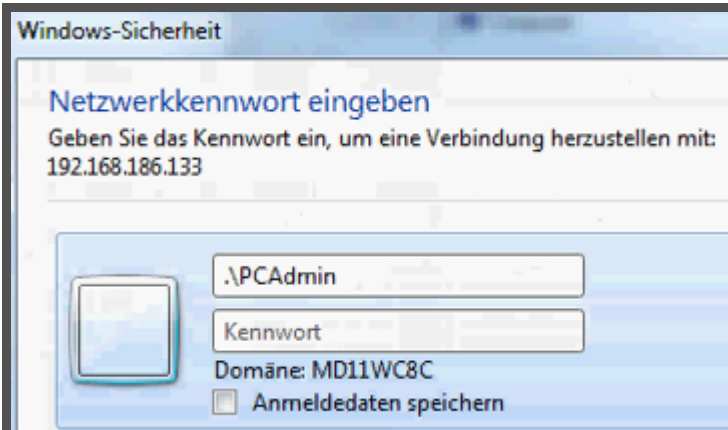 Windows-Sicherheit
Netzwerkkennwort eingeben
Geben Sie das Kennwort ein, um eine Verbindung herzustellen mit:
192.168.186.133
.\PCAdmin
Kennwort
Domäne: MD11WC8C
Anmeldedaten speichern